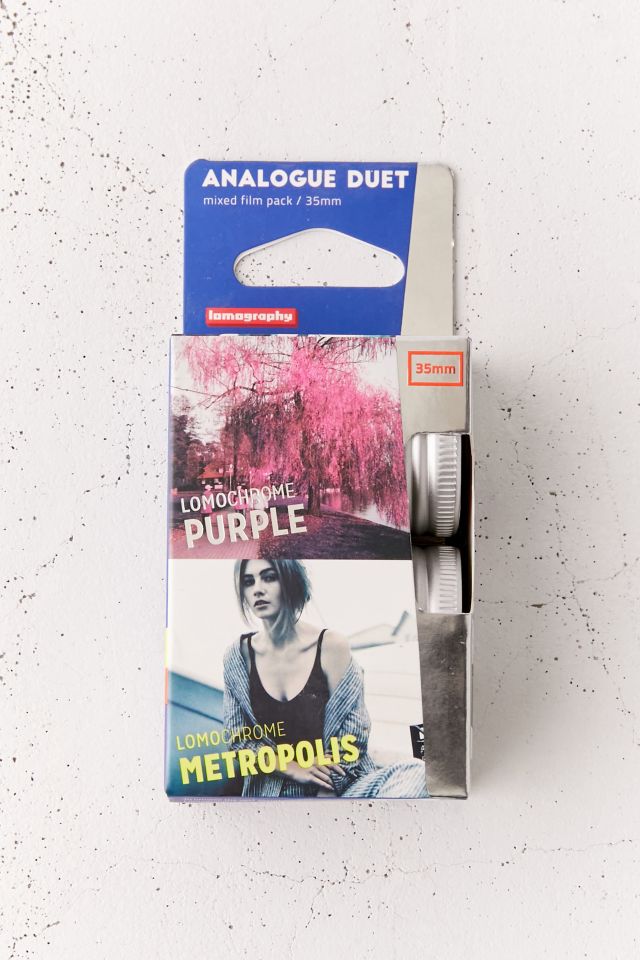 ANALOGUE DUET
mixed film pack / 35mm
lomography
35mm
LOMOCHROME
PURPLE
LOMOCHROME
METROPOLIS